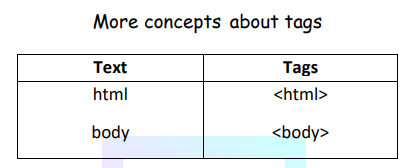 More concepts about tags
Text Tags
html <html>
body <body>